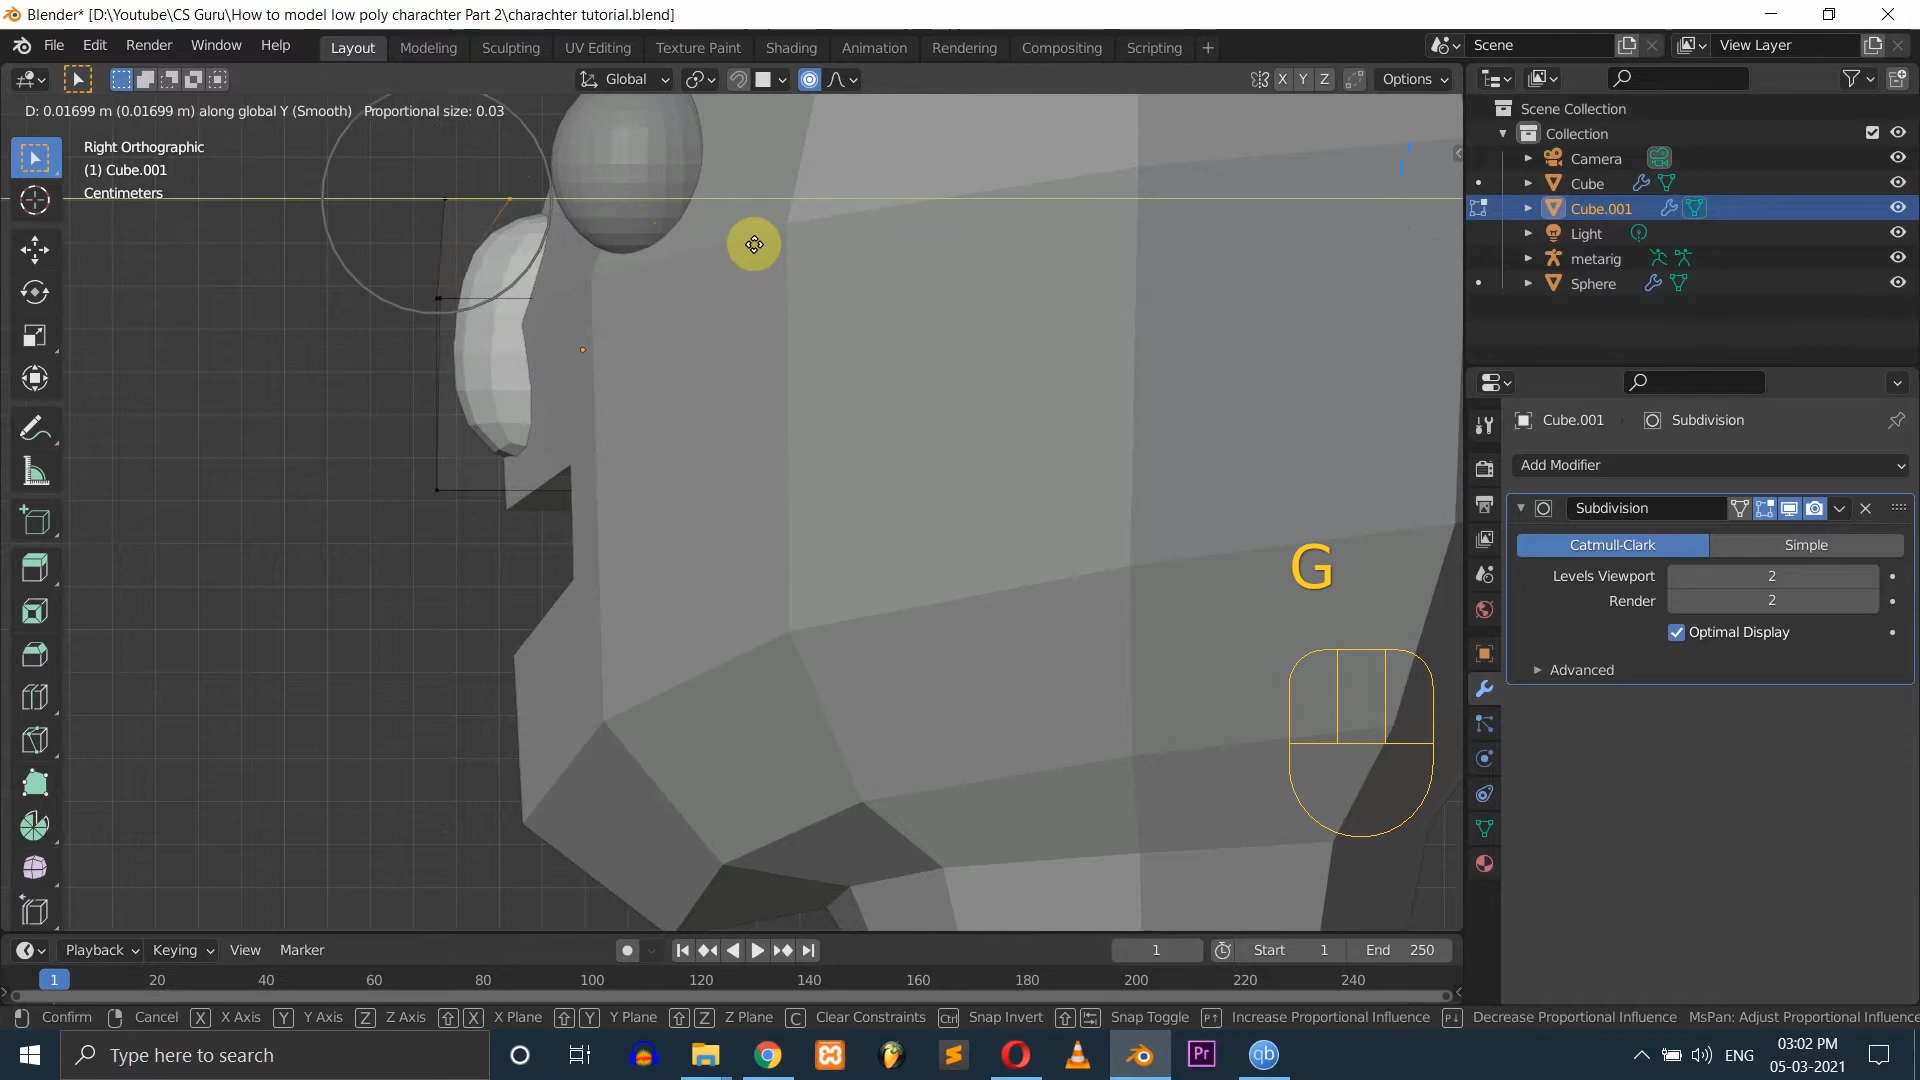 Blender* [D:\Youtube\CS Guru\How to model low poly charachter Part 2\charachter tutorial.blend]
File Edit Render Window Help Layout Modeling Sculpting UV Editing Texture Paint Shading Animation Rendering Compositing Scripting + Scene View Layer
Global X Y Z Options
D: 0.01699 m (0.01699 m) along global Y (Smooth) Proportional size: 0.03
Right Orthographic
(1) Cube.001
Centimeters
Scene Collection
Collection
Camera
Cube
Cube.001
Light
metarig
Sphere
Cube.001 Subdivision
Add Modifier
Subdivision
Catmull-Clark Simple
Levels Viewport 2
Render 2
Optimal Display
Advanced
G
Playback Keying View Marker 1 Start 1 End 250
1 20 40 60 80 100 120 140 160 180 200 220 240
Confirm Cancel X X Axis Y Y Axis Z Z Axis X X Plane Y Y Plane Z Z Plane C Clear Constraints Ctrl Snap Invert Snap Toggle Increase Proportional Influence Decrease Proportional Influence MsPan: Adjust Proportional Influence
Type here to search
Pr
qb
ENG
03:02 PM
05-03-2021